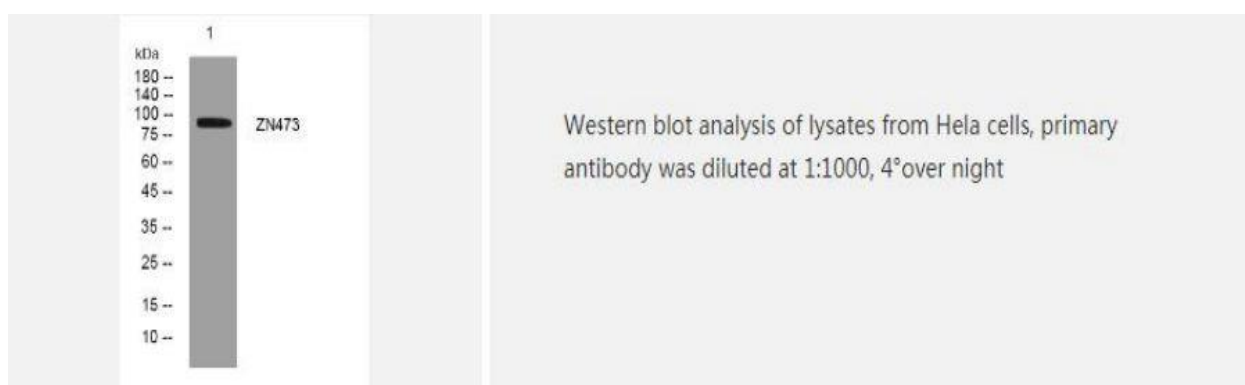 1
kDa
180 --
140 --
100 --
75 --
ZN473
60 --
45 --
35 --
25 --
15 --
10 --
Western blot analysis of lysates from Hela cells, primary
antibody was diluted at 1:1000, 4°over night